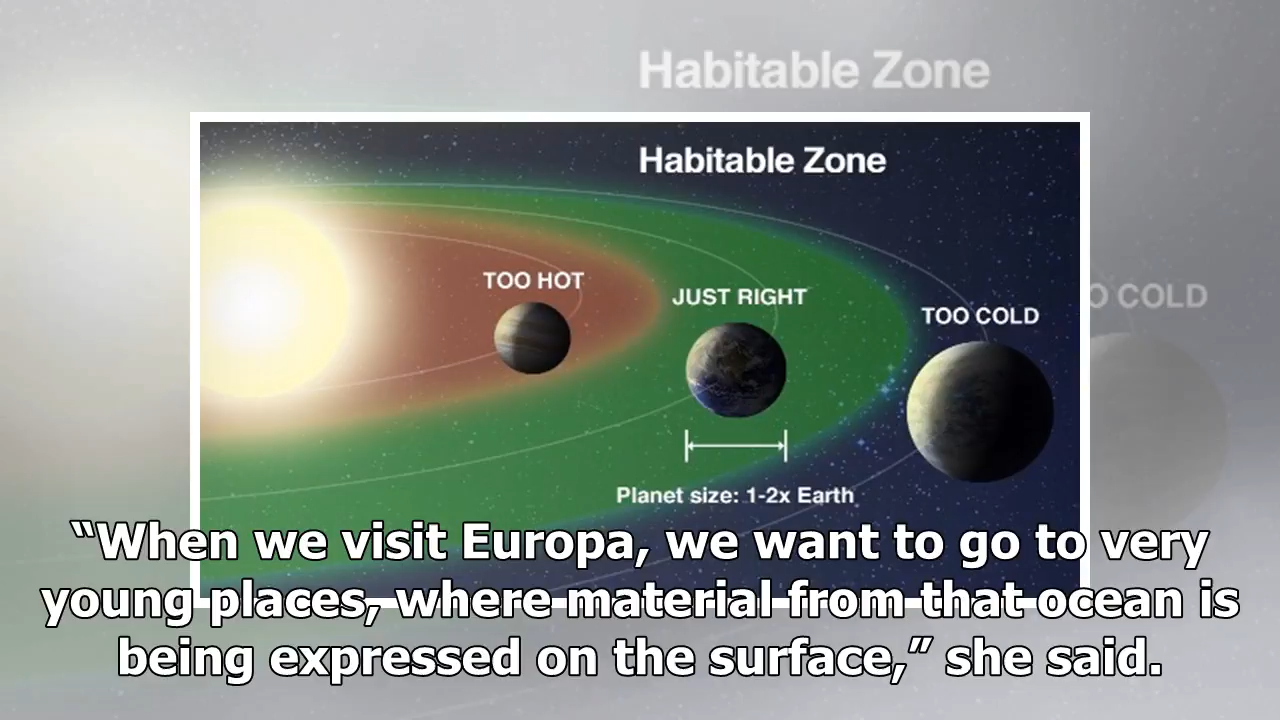 Habitable Zone
Habitable Zone
TOO HOT
JUST RIGHT
TOO COLD
O COLD
Planet size: 1-2x Earth
“When we visit Europa, we want to go to very
young places, where material from that ocean is
being expressed on the surface,” she said.